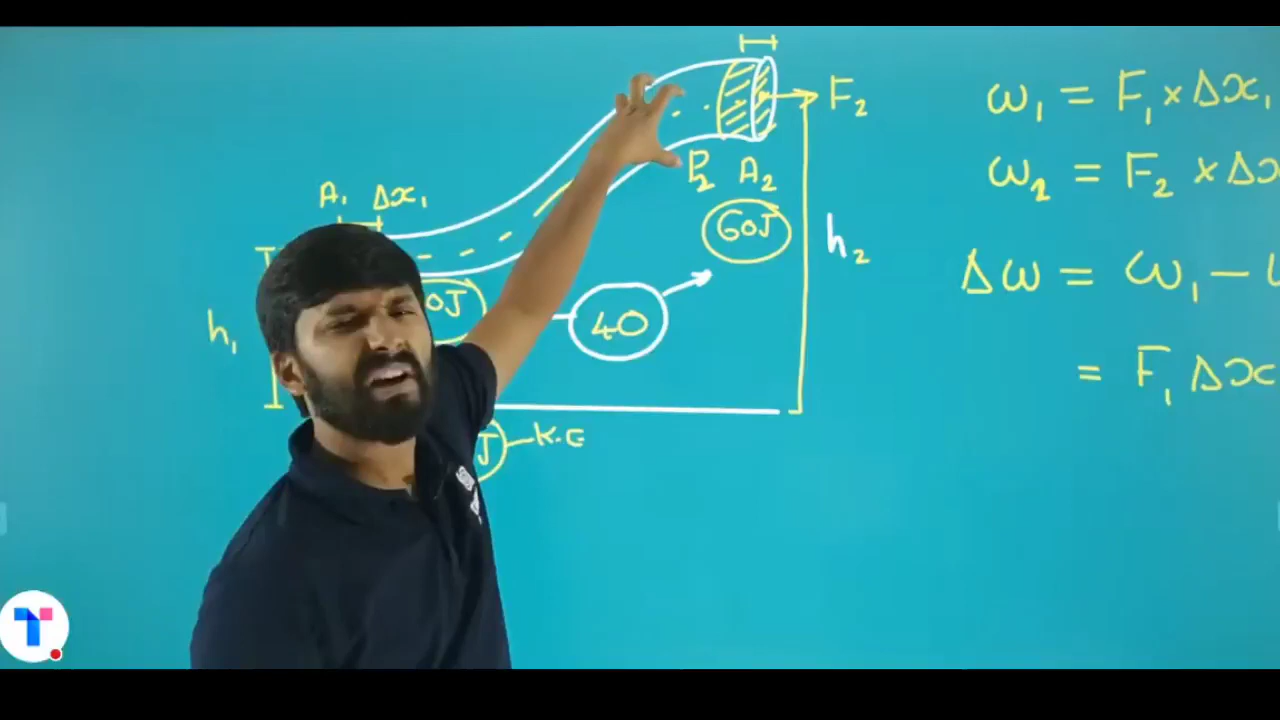 F₂
A₁ Δx₁
P₂ A₂
60J
h₂
h₁
0J
40
J K.E
ω₁ = F₁ × Δx₁
ω₂ = F₂ × Δx
Δω = ω₁ −
= F₁ Δx
T